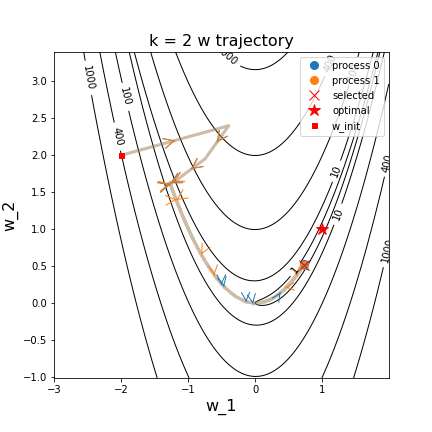 k = 2 w trajectory
process 0
process 1
selected
optimal
w_init
1000
100
400
10
10
1
400
1000
w_2
3.0
2.5
2.0
1.5
1.0
0.5
0.0
−0.5
−1.0
−3
−2
−1
0
1
w_1